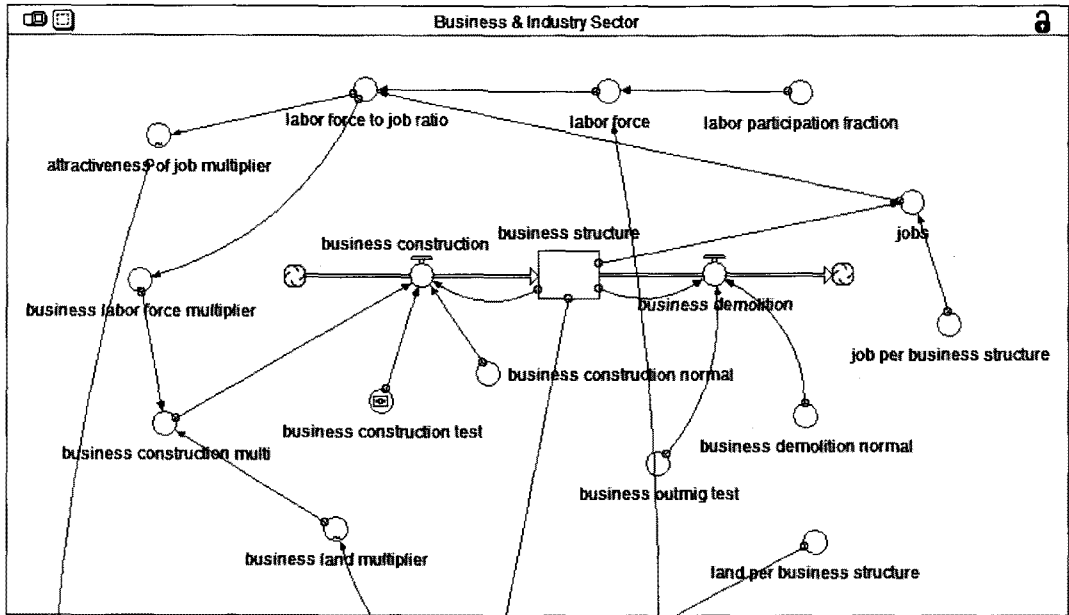 Business & Industry Sector
labor force to job ratio
labor force
labor participation fraction
attractiveness of job multiplier
jobs
business construction
business structure
business labor force multiplier
business demolition
job per business structure
business construction normal
business construction test
business demolition normal
business construction multi
business outmig test
business land multiplier
land per business structure